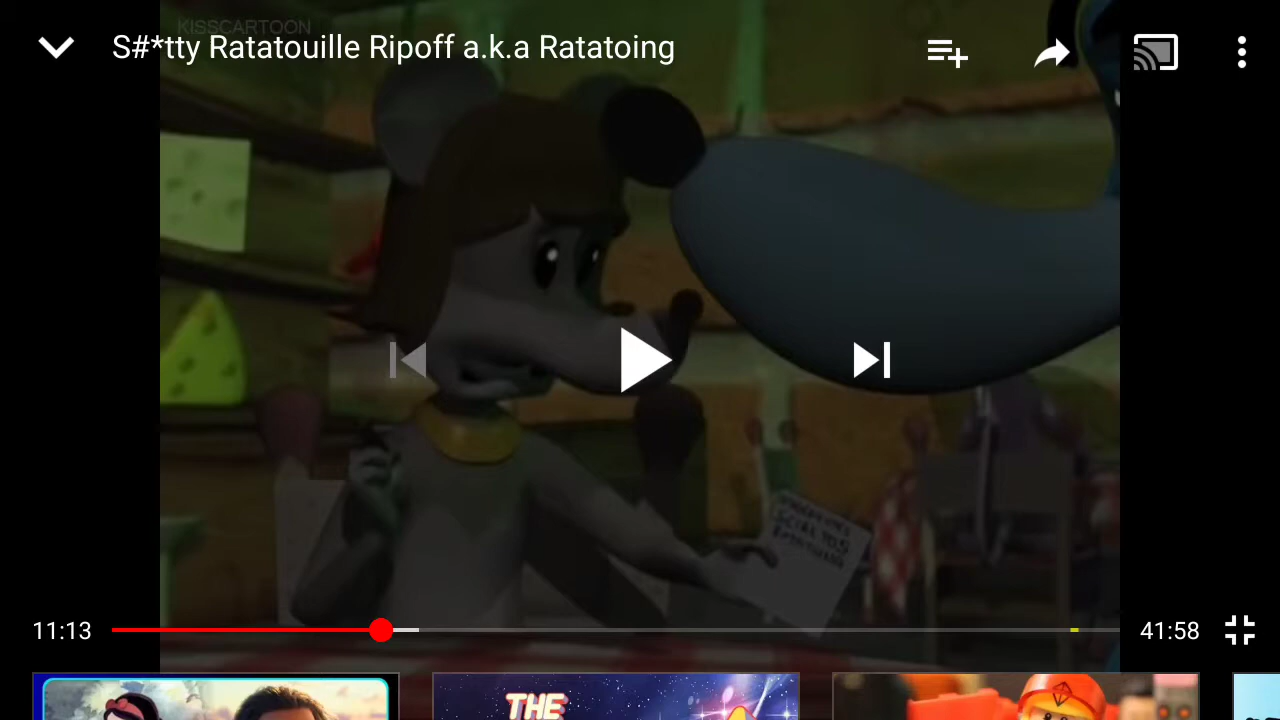 KISSCARTOON
S#*tty Ratatouille Ripoff a.k.a Ratatoing
11:13
41:58
THE